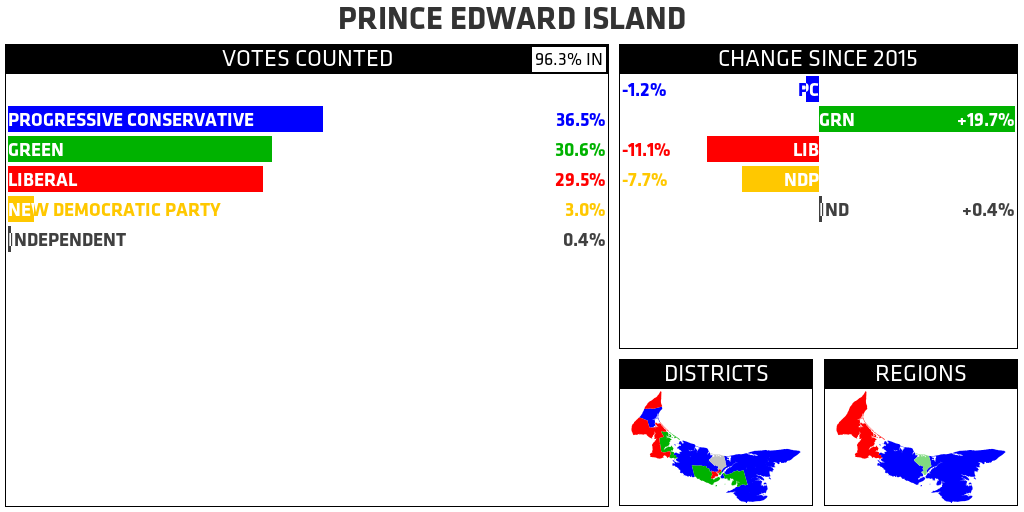 PRINCE EDWARD ISLAND
VOTES COUNTED 96.3% IN
PROGRESSIVE CONSERVATIVE 36.5%
GREEN 30.6%
LIBERAL 29.5%
NEW DEMOCRATIC PARTY 3.0%
INDEPENDENT 0.4%
CHANGE SINCE 2015
-1.2% PC
GRN +19.7%
-11.1% LIB
-7.7% NDP
IND +0.4%
DISTRICTS
REGIONS